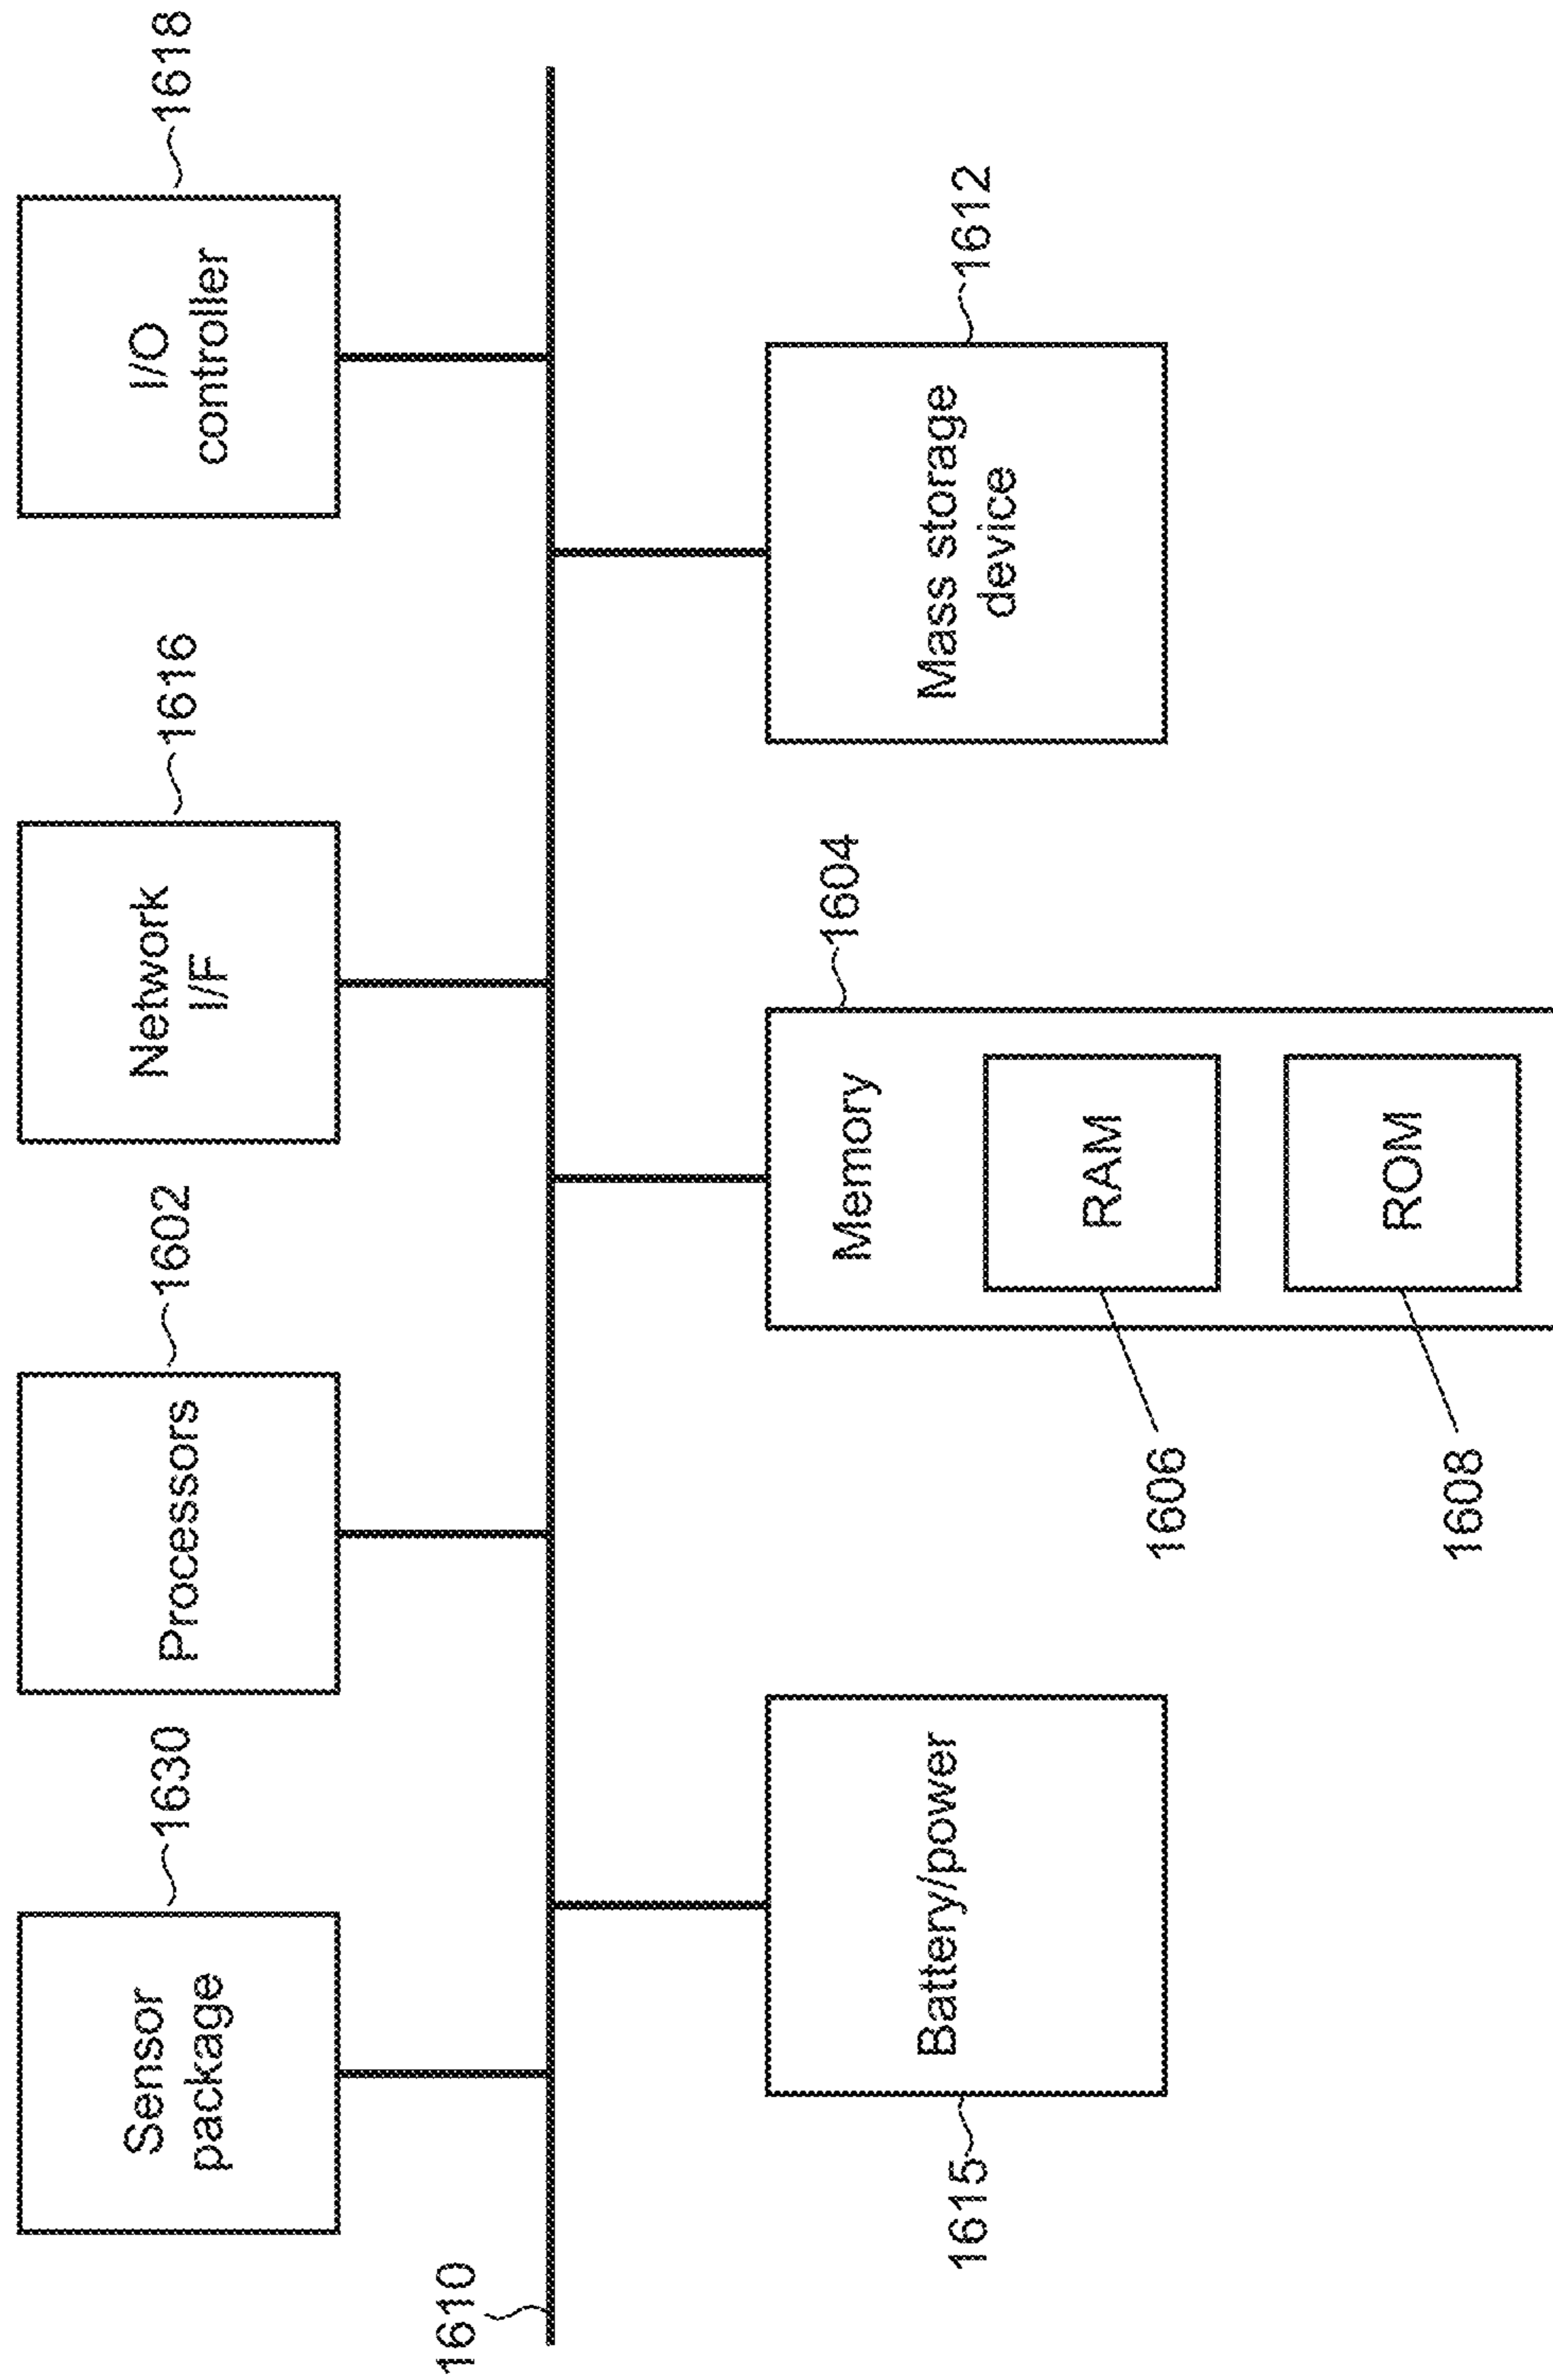 1630
Sensor
package
1602
Processors
1616
Network
I/F
1618
I/O
controller
1610
1615
Battery/power
1604
Memory
RAM
1606
ROM
1608
1612
Mass storage
device